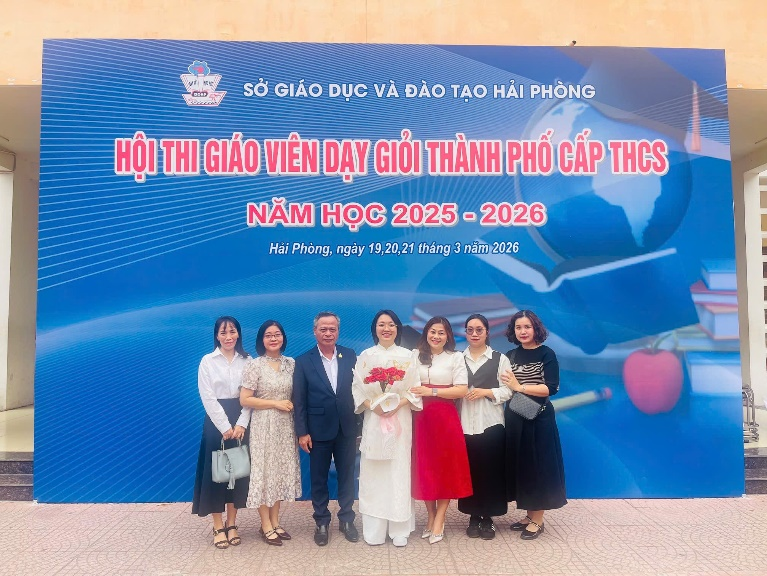 SỞ GIÁO DỤC VÀ ĐÀO TẠO HẢI PHÒNG
HỘI THI GIÁO VIÊN DẠY GIỎI THÀNH PHỐ CẤP THCS
NĂM HỌC 2025 - 2026
Hải Phòng, ngày 19,20,21 tháng 3 năm 2026